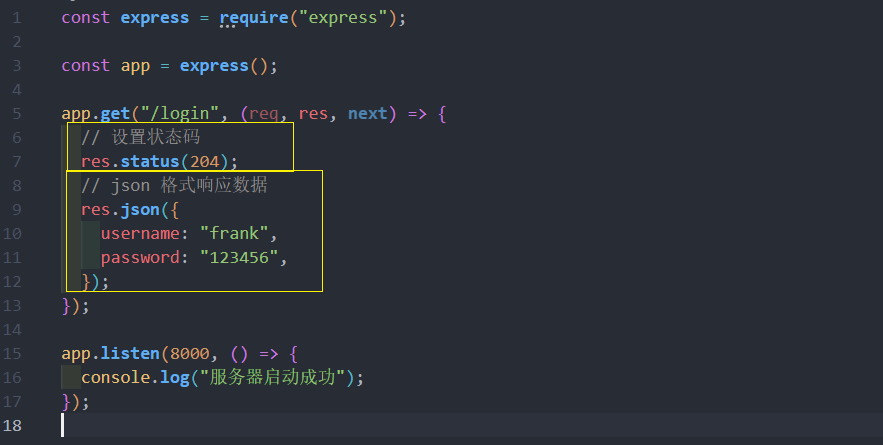 1 const express = require("express");
2
3 const app = express();
4
5 app.get("/login", (req, res, next) => {
6 // 设置状态码
7 res.status(204);
8 // json 格式响应数据
9 res.json({
10 username: "frank",
11 password: "123456",
12 });
13 });
14
15 app.listen(8000, () => {
16 console.log("服务器启动成功");
17 });
18